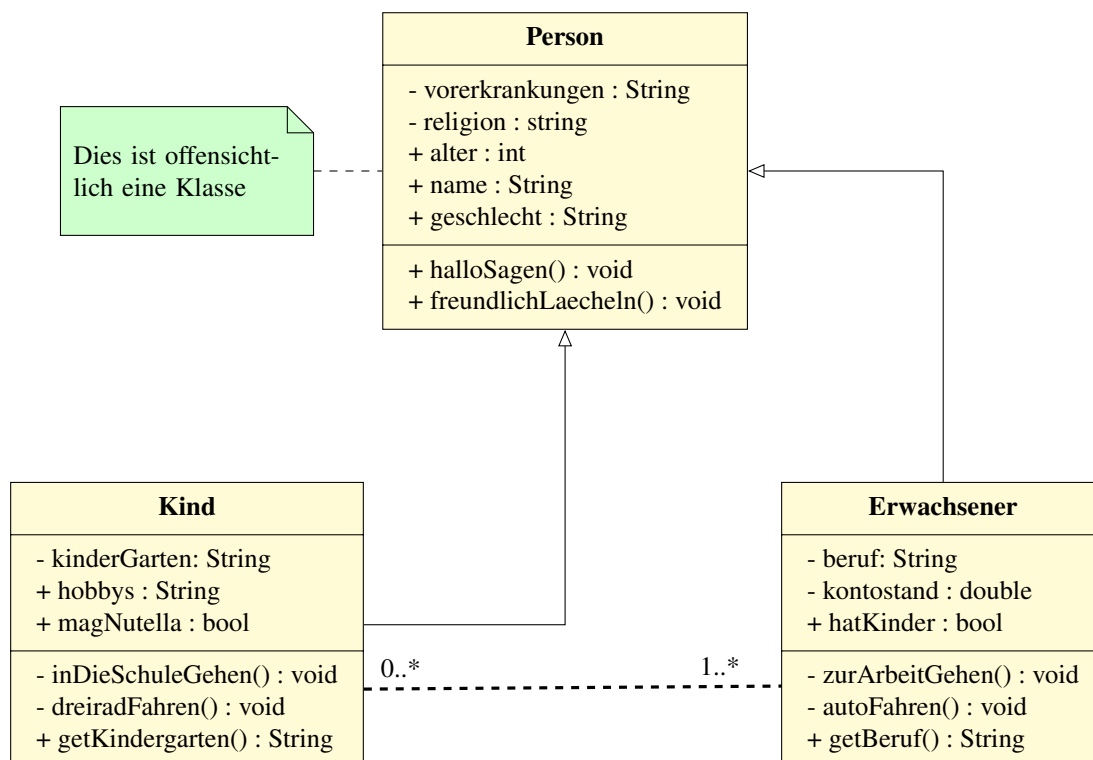 Person
- vorerkrankungen : String
- religion : string
+ alter : int
+ name : String
+ geschlecht : String
+ halloSagen() : void
+ freundlichLaecheln() : void
Dies ist offensicht-
lich eine Klasse
Kind
- kinderGarten: String
+ hobbys : String
+ magNutella : bool
- inDieSchuleGehen() : void
- dreiradFahren() : void
+ getKindergarten() : String
0..*
1..*
Erwachsener
- beruf: String
- kontostand : double
+ hatKinder : bool
- zurArbeitGehen() : void
- autoFahren() : void
+ getBeruf() : String